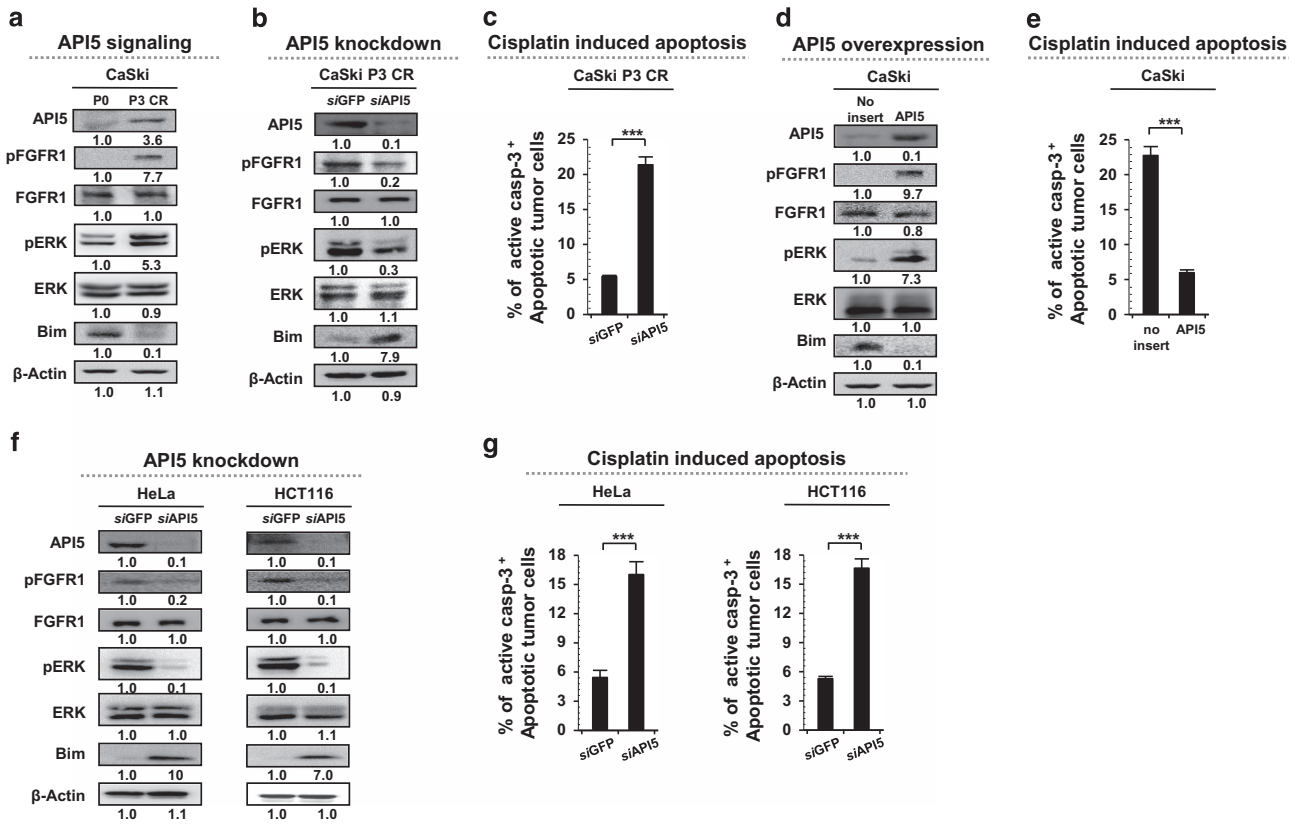 a
API5 signaling
CaSki
P0 P3 CR
API5
1.0 3.6
pFGFR1
1.0 7.7
FGFR1
1.0 1.0
pERK
1.0 5.3
ERK
1.0 0.9
Bim
1.0 0.1
β-Actin
1.0 1.1
b
API5 knockdown
CaSki P3 CR
siGFP siAPI5
API5
1.0 0.1
pFGFR1
1.0 0.2
FGFR1
1.0 1.0
pERK
1.0 0.3
ERK
1.0 1.1
Bim
1.0 7.9
β-Actin
1.0 0.9
c
Cisplatin induced apoptosis
CaSki P3 CR
% of active casp-3+
Apoptotic tumor cells
25
20
15
10
5
0
***
siGFP siAPI5
d
API5 overexpression
CaSki
No
insert API5
API5
1.0 0.1
pFGFR1
1.0 9.7
FGFR1
1.0 0.8
pERK
1.0 7.3
ERK
1.0 1.0
Bim
1.0 0.1
β-Actin
1.0 1.0
e
Cisplatin induced apoptosis
CaSki
% of active casp-3+
Apoptotic tumor cells
25
20
15
10
5
0
***
no
insert API5
f
API5 knockdown
HeLa HCT116
siGFP siAPI5 siGFP siAPI5
API5
1.0 0.1 1.0 0.1
pFGFR1
1.0 0.2 1.0 0.1
FGFR1
1.0 1.0 1.0 1.0
pERK
1.0 0.1 1.0 0.1
ERK
1.0 1.0 1.0 1.1
Bim
1.0 10 1.0 7.0
β-Actin
1.0 1.1 1.0 1.0
g
Cisplatin induced apoptosis
HeLa
% of active casp-3+
Apoptotic tumor cells
18
15
12
9
6
3
0
***
siGFP siAPI5
HCT116
% of active casp-3+
Apoptotic tumor cells
18
15
12
9
6
3
0
***
siGFP siAPI5